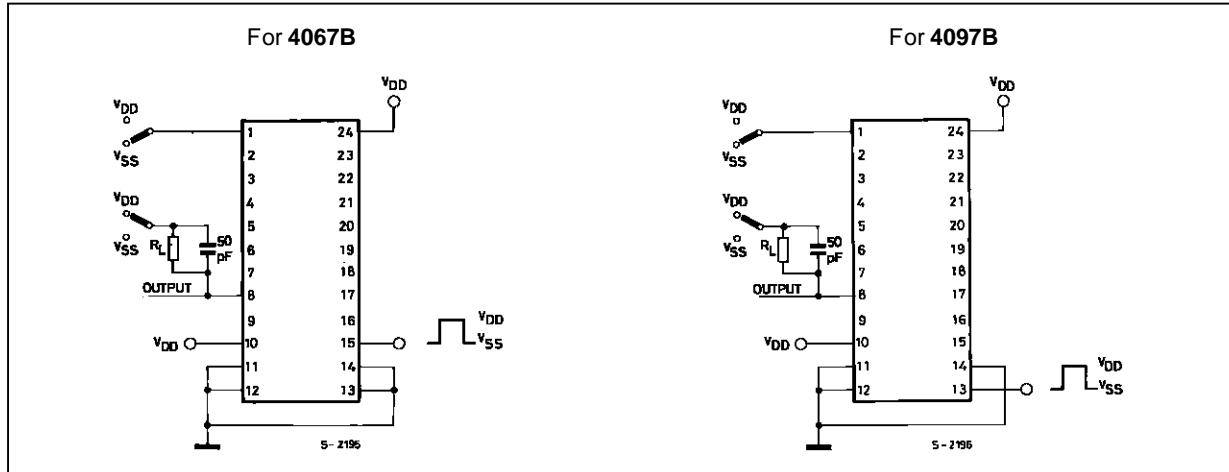 For 4067B
VDD
VDD
VSS
VDD
VSS
RL
50
pF
OUTPUT
VDD
1
2
3
4
5
6
7
8
9
10
11
12
24
23
22
21
20
19
18
17
16
15
14
13
VDD
VSS
S-2195
For 4097B
VDD
VDD
VSS
VDD
VSS
RL
50
pF
OUTPUT
VDD
1
2
3
4
5
6
7
8
9
10
11
12
24
23
22
21
20
19
18
17
16
15
14
13
VDD
VSS
S-2196